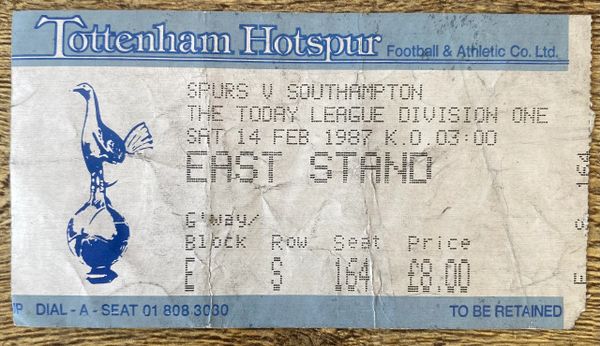 Tottenham Hotspur Football & Athletic Co. Ltd.
SPURS V SOUTHAMPTON
THE TODAY LEAGUE DIVISION ONE
SAT 14 FEB 1987 K.O 03:00
EAST STAND
G'way/
Block Row Seat Price
E S 164 £8.00
DIAL - A - SEAT 01 808 3030 TO BE RETAINED
E S 164